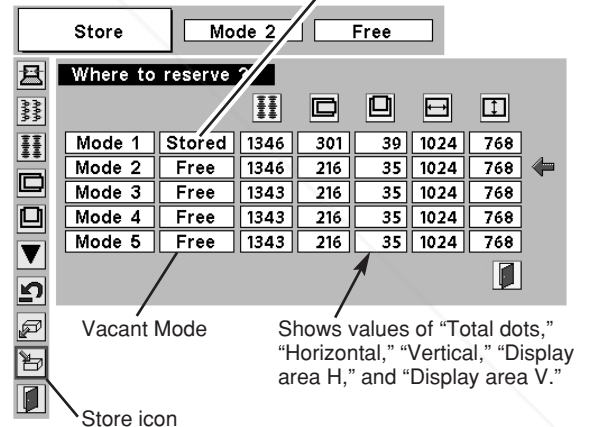 Store Mode 2 Free
Where to reserve ?
Mode 1 Stored 1346 301 39 1024 768
Mode 2 Free 1346 216 35 1024 768
Mode 3 Free 1343 216 35 1024 768
Mode 4 Free 1343 216 35 1024 768
Mode 5 Free 1343 216 35 1024 768
Vacant Mode
Shows values of “Total dots,”
“Horizontal,” “Vertical,” “Display
area H,” and “Display area V.”
Store icon